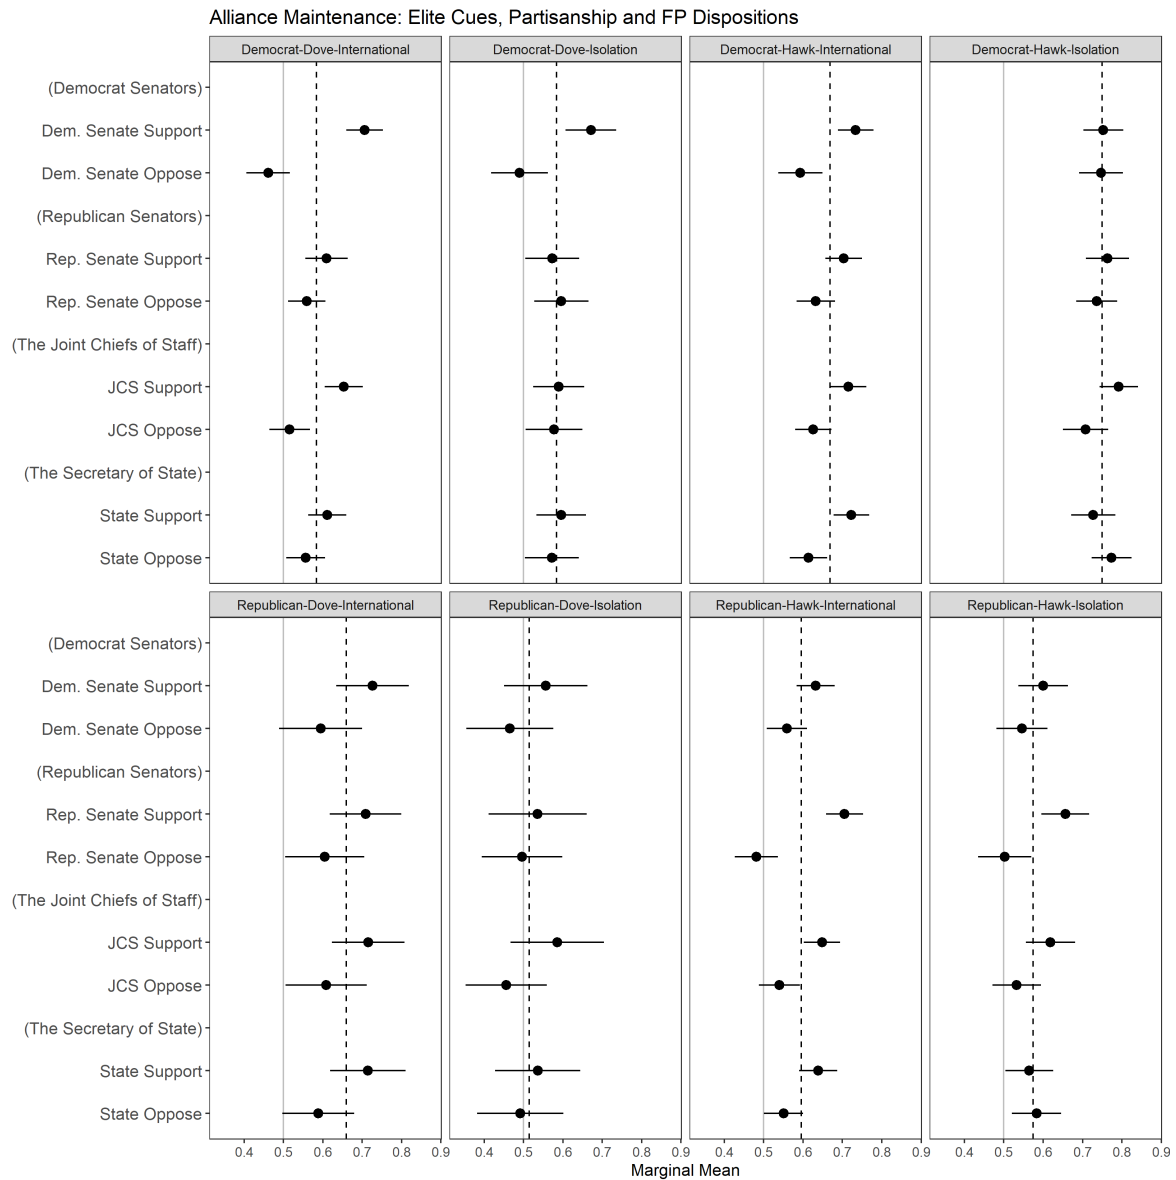 Alliance Maintenance: Elite Cues, Partisanship and FP Dispositions
Democrat-Dove-International Democrat-Dove-Isolation Democrat-Hawk-International Democrat-Hawk-Isolation
(Democrat Senators)
Dem. Senate Support
Dem. Senate Oppose
(Republican Senators)
Rep. Senate Support
Rep. Senate Oppose
(The Joint Chiefs of Staff)
JCS Support
JCS Oppose
(The Secretary of State)
State Support
State Oppose
Republican-Dove-International Republican-Dove-Isolation Republican-Hawk-International Republican-Hawk-Isolation
(Democrat Senators)
Dem. Senate Support
Dem. Senate Oppose
(Republican Senators)
Rep. Senate Support
Rep. Senate Oppose
(The Joint Chiefs of Staff)
JCS Support
JCS Oppose
(The Secretary of State)
State Support
State Oppose
0.4 0.5 0.6 0.7 0.8 0.9 0.4 0.5 0.6 0.7 0.8 0.9 0.4 0.5 0.6 0.7 0.8 0.9 0.4 0.5 0.6 0.7 0.8 0.9
Marginal Mean